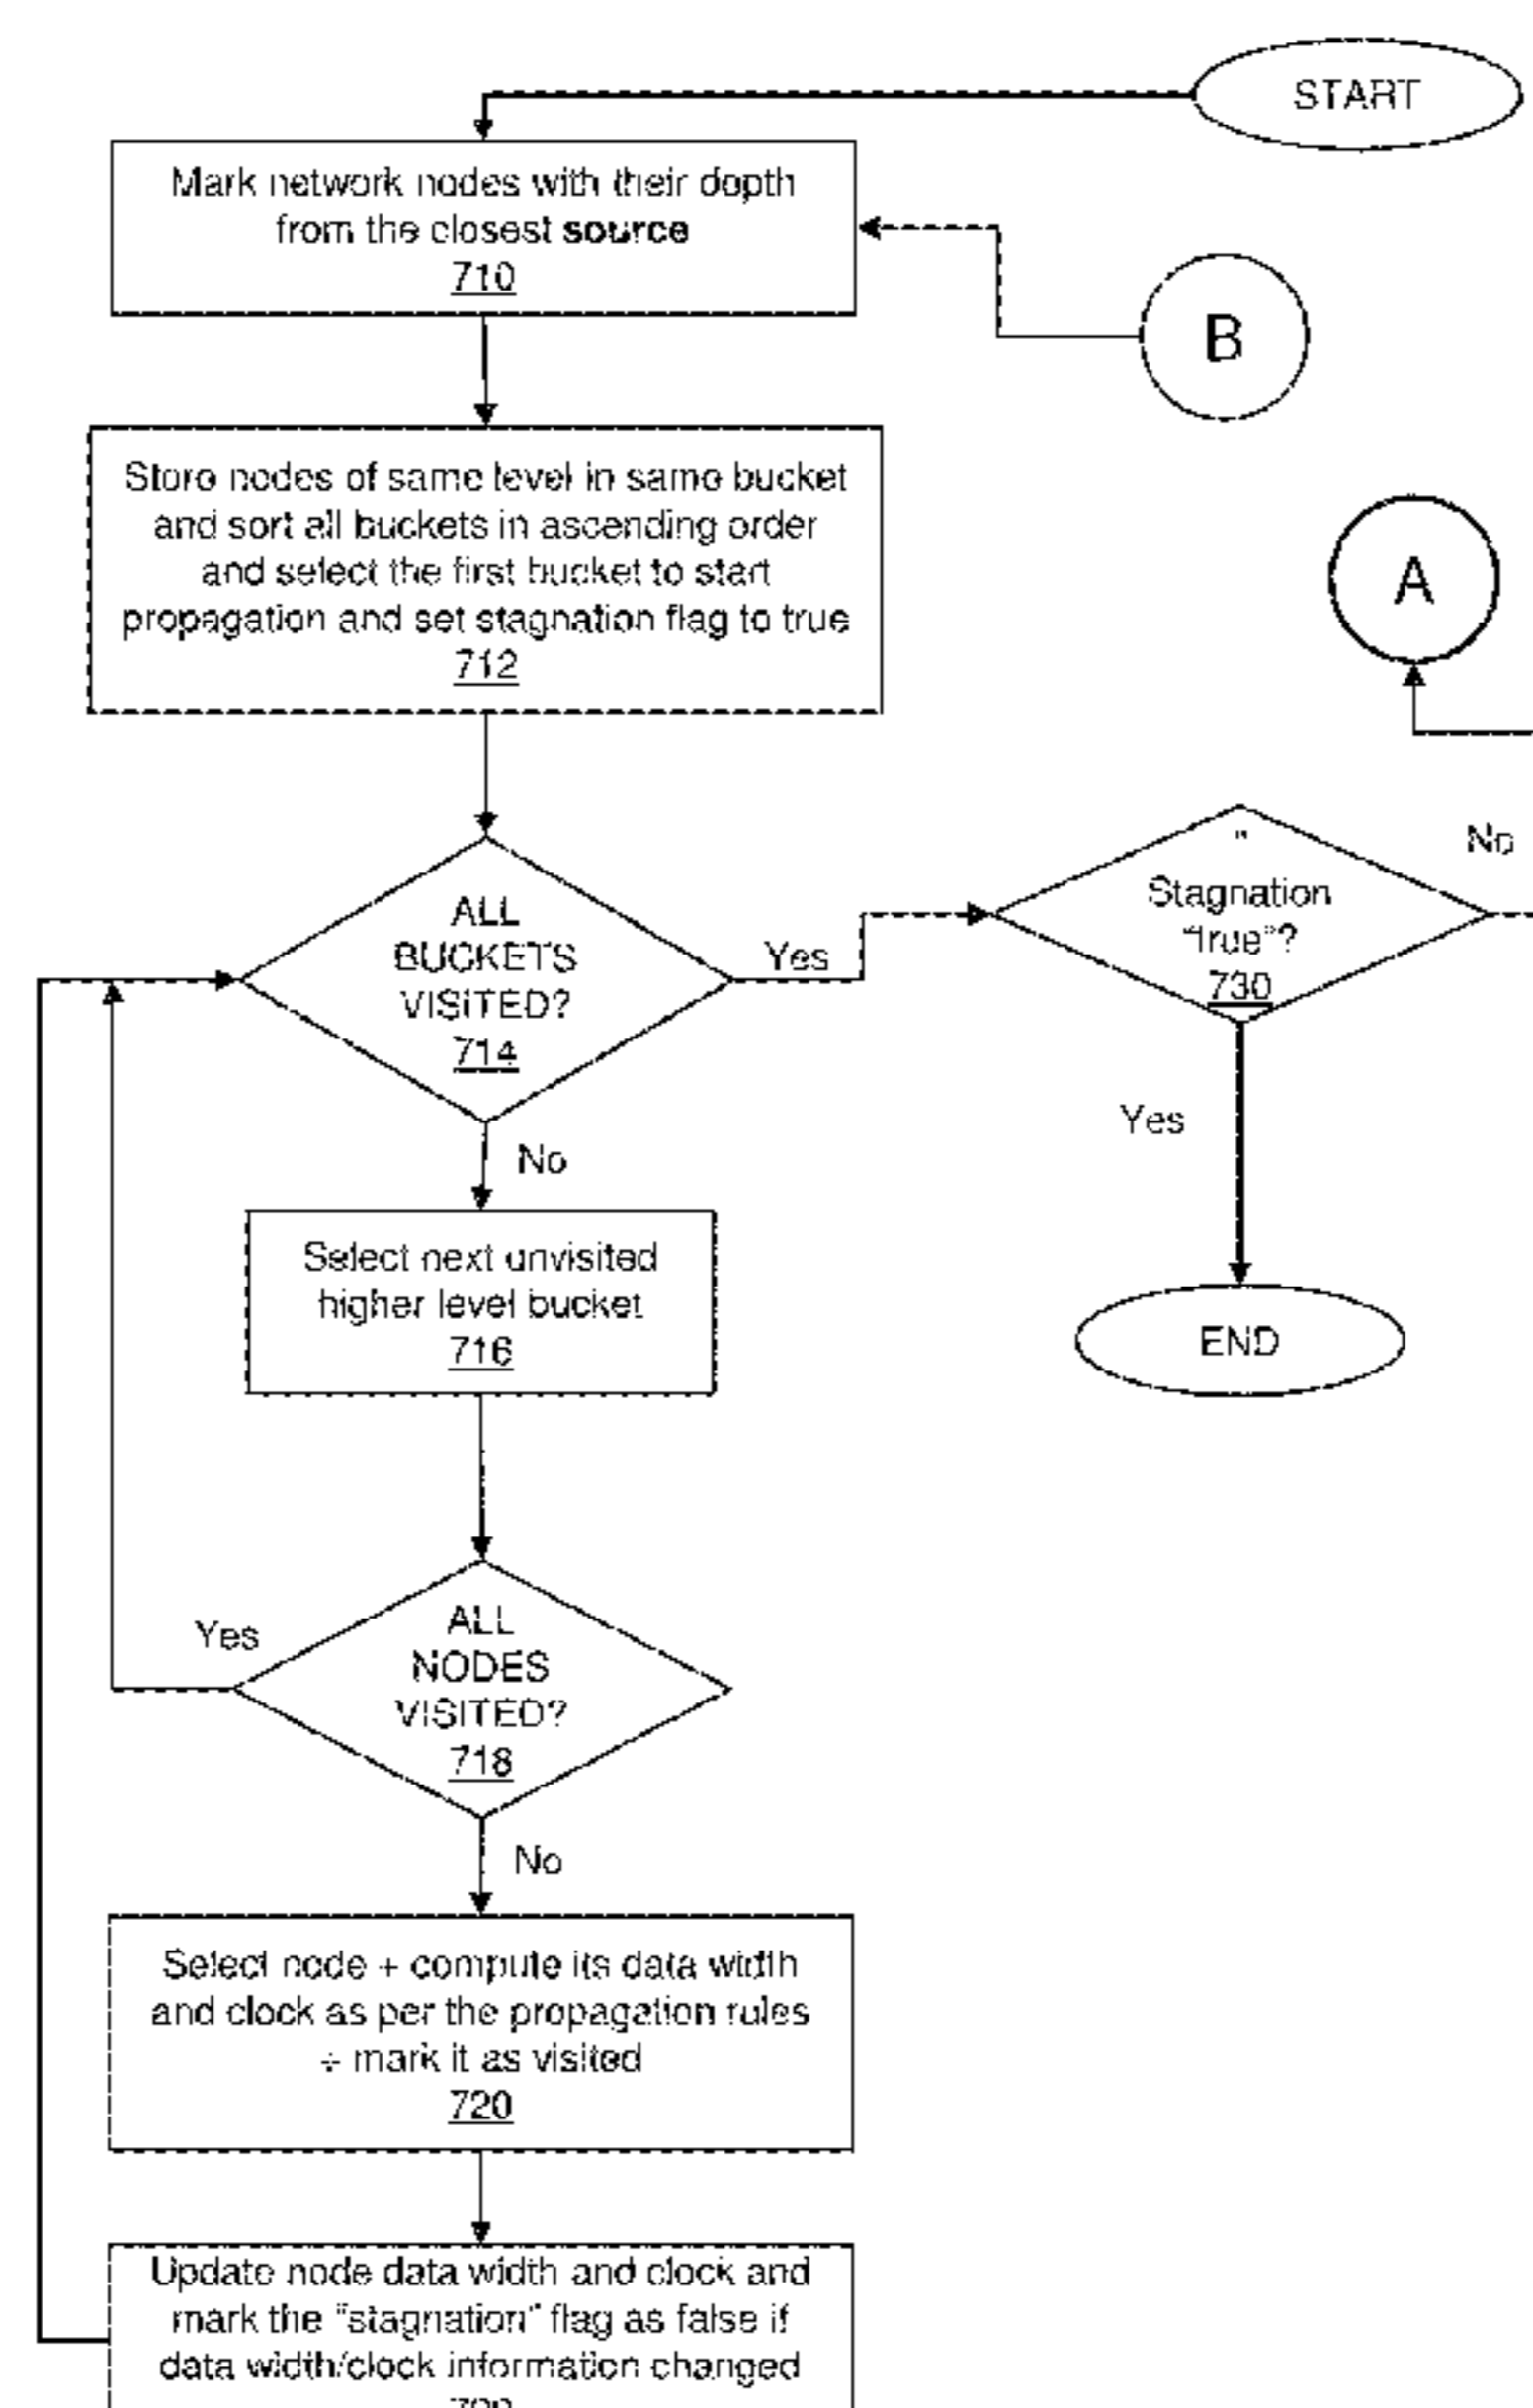 START
Mark network nodes with their depth
from the closest source
710
B
Store nodes of same level in same bucket
and sort all buckets in ascending order
and select the first bucket to start
propagation and set stagnation flag to true
712
A
ALL
BUCKETS
VISITED?
714
Yes
No
"
Stagnation
"true"?
730
No
Yes
END
Select next unvisited
higher level bucket
716
ALL
NODES
VISITED?
718
Yes
No
Select node + compute its data width
and clock as per the propagation rules
+ mark it as visited
720
Update node data width and clock and
mark the "stagnation" flag as false if
data width/clock information changed